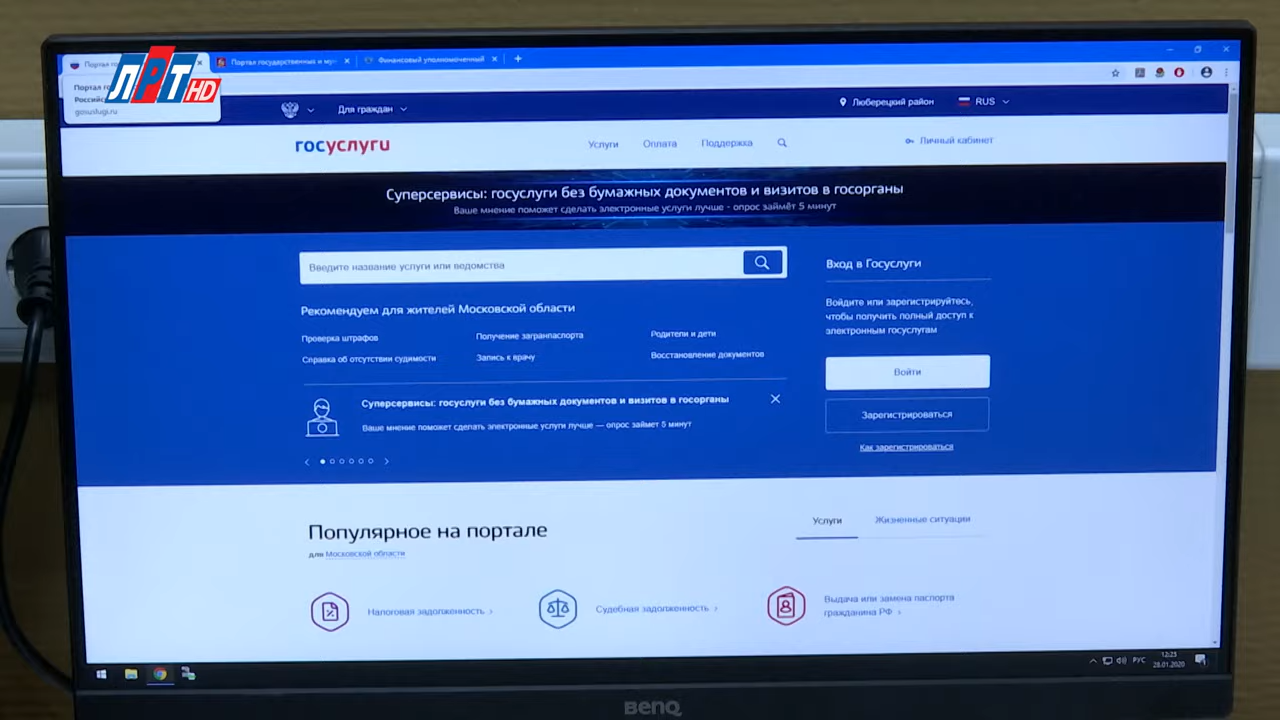 ЛРТ HD
Портал го
Портал государственных и мун
Финансовый уполномоченный
Портал го
Россий
gosuslugi.ru
Для граждан
Люберецкий район
RUS
госуслуги
Услуги
Оплата
Поддержка
Личный кабинет
Суперсервисы: госуслуги без бумажных документов и визитов в госорганы
Ваше мнение поможет сделать электронные услуги лучше - опрос займёт 5 минут
Введите название услуги или ведомства
Вход в Госуслуги
Войдите или зарегистрируйтесь,
чтобы получить полный доступ к
электронным госуслугам
Рекомендуем для жителей Московской области
Проверка штрафов
Получение загранпаспорта
Родители и дети
Справка об отсутствии судимости
Запись к врачу
Восстановление документов
Войти
Суперсервисы: госуслуги без бумажных документов и визитов в госорганы
Ваше мнение поможет сделать электронные услуги лучше — опрос займет 5 минут
Зарегистрироваться
Как зарегистрироваться
Популярное на портале
для Московской области
Услуги
Жизненные ситуации
Налоговая задолженность
Судебная задолженность
Выдача или замена паспорта
гражданина РФ
РУС
12:23
28.01.2020
BenQ